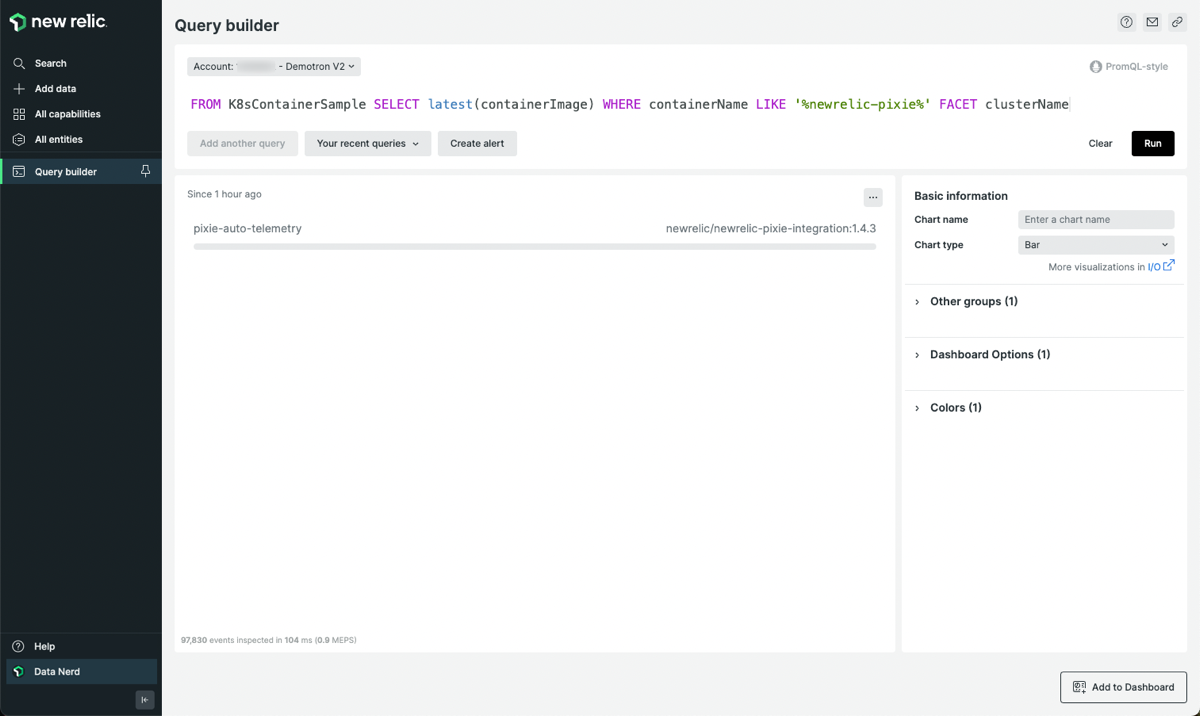 new relic.
Search
Add data
All capabilities
All entities
Query builder
Help
Data Nerd
Query builder
Account: - Demotron V2
PromQL-style
FROM K8sContainerSample SELECT latest(containerImage) WHERE containerName LIKE '%newrelic-pixie%' FACET clusterName
Add another query
Your recent queries
Create alert
Clear
Run
Since 1 hour ago
...
pixie-auto-telemetry
newrelic/newrelic-pixie-integration:1.4.3
97,830 events inspected in 104 ms (0.9 MEPS)
Basic information
Chart name
Enter a chart name
Chart type
Bar
More visualizations in I/O
Other groups (1)
Dashboard Options (1)
Colors (1)
Add to Dashboard